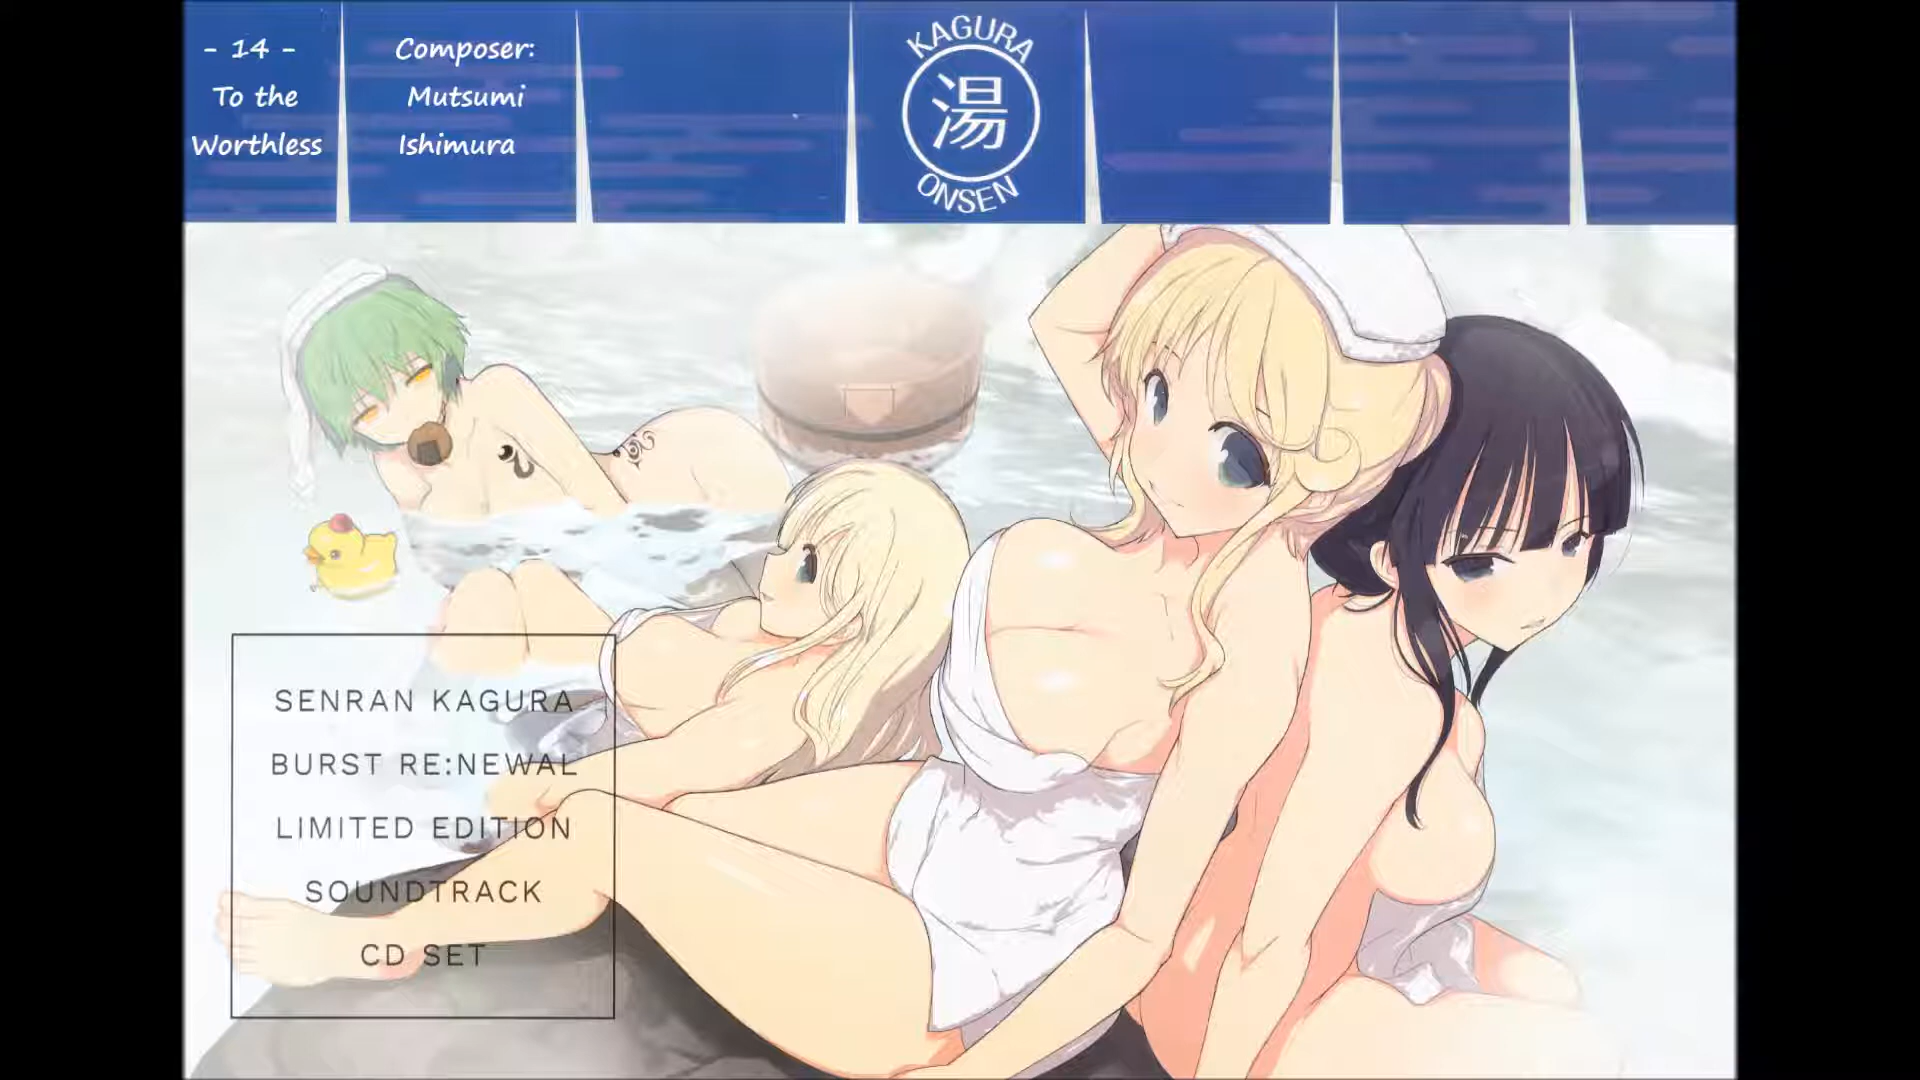 - 14 -
To the
Worthless
Composer:
Mutsumi
Ishimura
KAGURA
湯
ONSEN
SENRAN KAGURA
BURST RE:NEWAL
LIMITED EDITION
SOUNDTRACK
CD SET